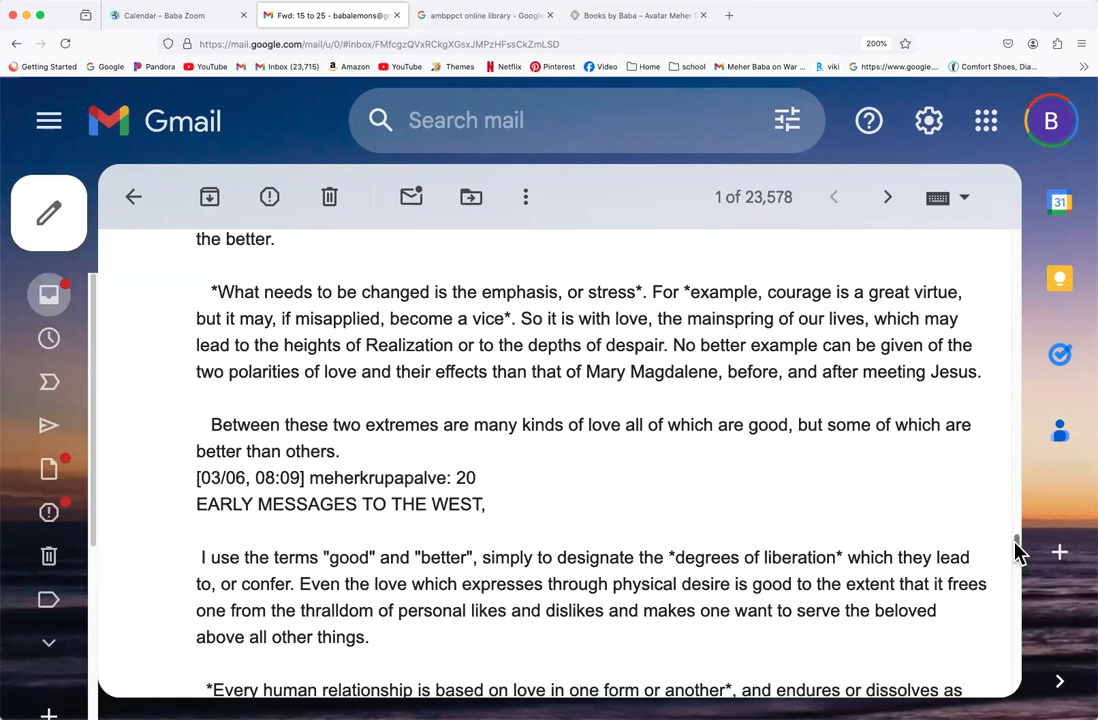 Calendar – Baba Zoom
Fwd: 15 to 25 - babalemons@g
ambppct online library - Google
Books by Baba – Avatar Meher
https://mail.google.com/mail/u/0/#inbox/FMfcgzQVxRCkgXGsxJMPzHFssCkZmLSD
200%
Getting Started
Google
Pandora
YouTube
Inbox (23,715)
Amazon
YouTube
Themes
Netflix
Pinterest
Video
Home
school
Meher Baba on War ...
viki
https://www.google....
Comfort Shoes, Dia...
Gmail
Search mail
B
1 of 23,578
31
the better.
*What needs to be changed is the emphasis, or stress*. For *example, courage is a great virtue,
but it may, if misapplied, become a vice*. So it is with love, the mainspring of our lives, which may
lead to the heights of Realization or to the depths of despair. No better example can be given of the
two polarities of love and their effects than that of Mary Magdalene, before, and after meeting Jesus.
Between these two extremes are many kinds of love all of which are good, but some of which are
better than others.
[03/06, 08:09] meherkrupapalve: 20
EARLY MESSAGES TO THE WEST,
I use the terms "good" and "better", simply to designate the *degrees of liberation* which they lead
to, or confer. Even the love which expresses through physical desire is good to the extent that it frees
one from the thralldom of personal likes and dislikes and makes one want to serve the beloved
above all other things.
*Every human relationship is based on love in one form or another*, and endures or dissolves as